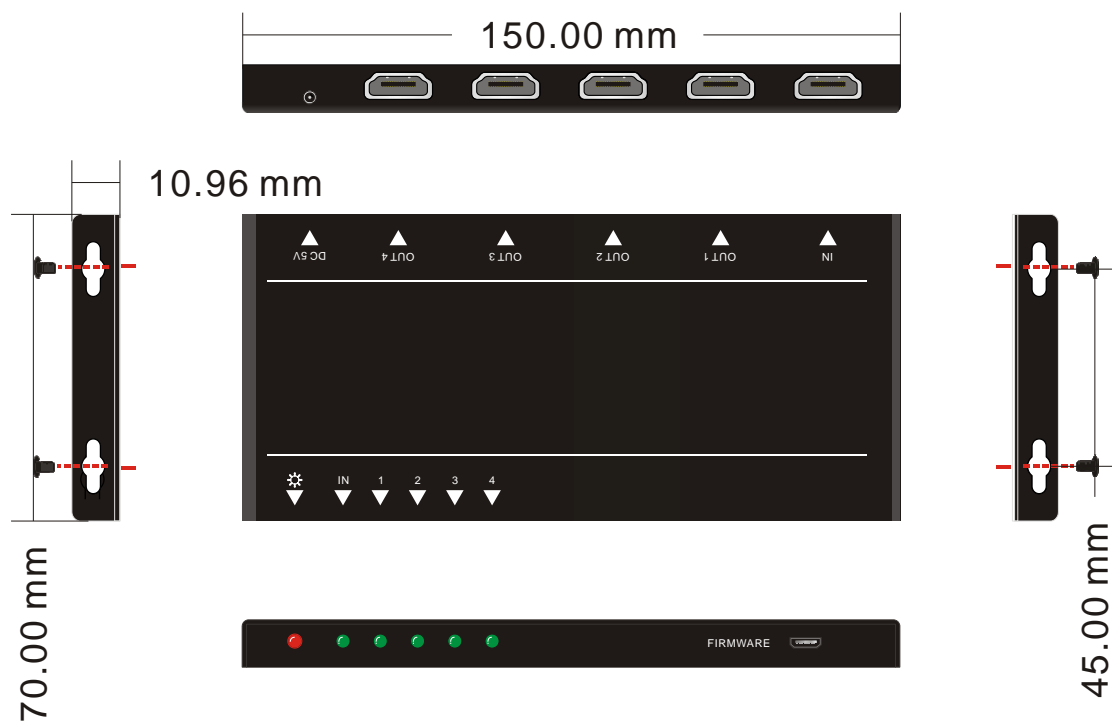 150.00 mm
10.96 mm
DC 5V OUT 4 OUT 3 OUT 2 OUT 1 IN
IN 1 2 3 4
70.00 mm
45.00 mm
FIRMWARE